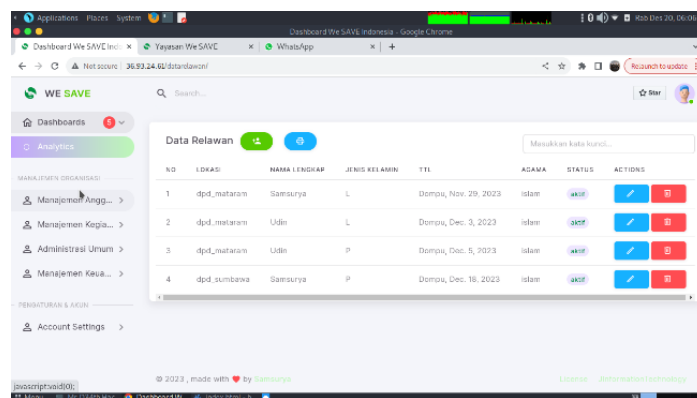 Applications Places System
Rab Des 20, 06:06
Dashboard We SAVE Indonesia - Google Chrome
Dashboard We SAVE Indo × Yayasan We SAVE × WhatsApp × +
Not secure 36.93.24.61/datarelawan/
Relaunch to update
WE SAVE
Search...
Star
Dashboards 5
Analytics
MANAJEMEN ORGANISASI
Manajemen Angg...
Manajemen Kegia...
Administrasi Umum
Manajemen Keua...
PENGATURAN & AKUN
Account Settings
Data Relawan
Masukkan kata kunci...
NO LOKASI NAMA LENGKAP JENIS KELAMIN TTL AGAMA STATUS ACTIONS
1 dpd_mataram Samsurya L Dompu, Nov. 29, 2023 islam aktif
2 dpd_mataram Udin L Dompu, Dec. 3, 2023 islam aktif
3 dpd_mataram Udin P Dompu, Dec. 5, 2023 islam aktif
4 dpd_sumbawa Samsurya P Dompu, Dec. 18, 2023 islam aktif
© 2023 , made with by Samsurya
License
javascript:void(0);
Menu